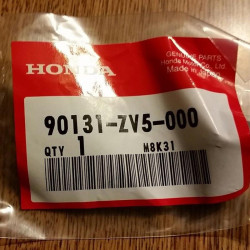 HONDA
GENUINE PARTS
Honda Motor Co., Ltd.
Made in Japan
90131-ZV5-000
QTY 1 M8K31